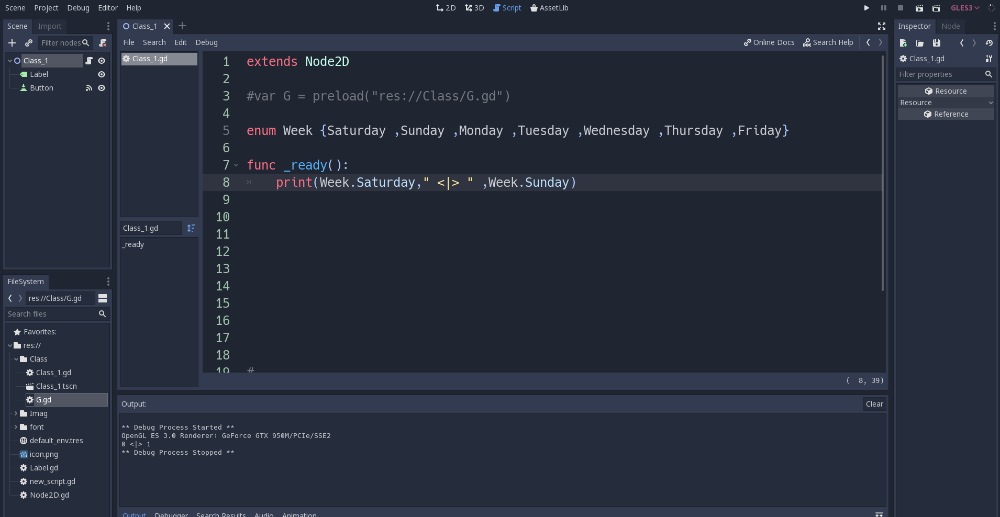 Scene Project Debug Editor Help 2D 3D Script AssetLib GLES3
Scene Import
Filter nodes
Class_1
Label
Button
FileSystem
res://Class/G.gd
Search files
Favorites:
res://
Class
Class_1.gd
Class_1.tscn
G.gd
Imag
font
default_env.tres
icon.png
Label.gd
new_script.gd
Node2D.gd
Class_1
File Search Edit Debug Online Docs Search Help
Class_1.gd
Class_1.gd
_ready
1 extends Node2D
2
3 #var G = preload("res://Class/G.gd")
4
5 enum Week {Saturday ,Sunday ,Monday ,Tuesday ,Wednesday ,Thursday ,Friday}
6
7 func _ready():
8 print(Week.Saturday," <|> " ,Week.Sunday)
9
10
11
12
13
14
15
16
17
18
19 #
( 8, 39)
Output: Clear
** Debug Process Started **
OpenGL ES 3.0 Renderer: GeForce GTX 950M/PCIe/SSE2
0 <|> 1
** Debug Process Stopped **
Output Debugger Search Results Audio Animation
Inspector Node
Class_1.gd
Filter properties
Resource
Resource
Reference